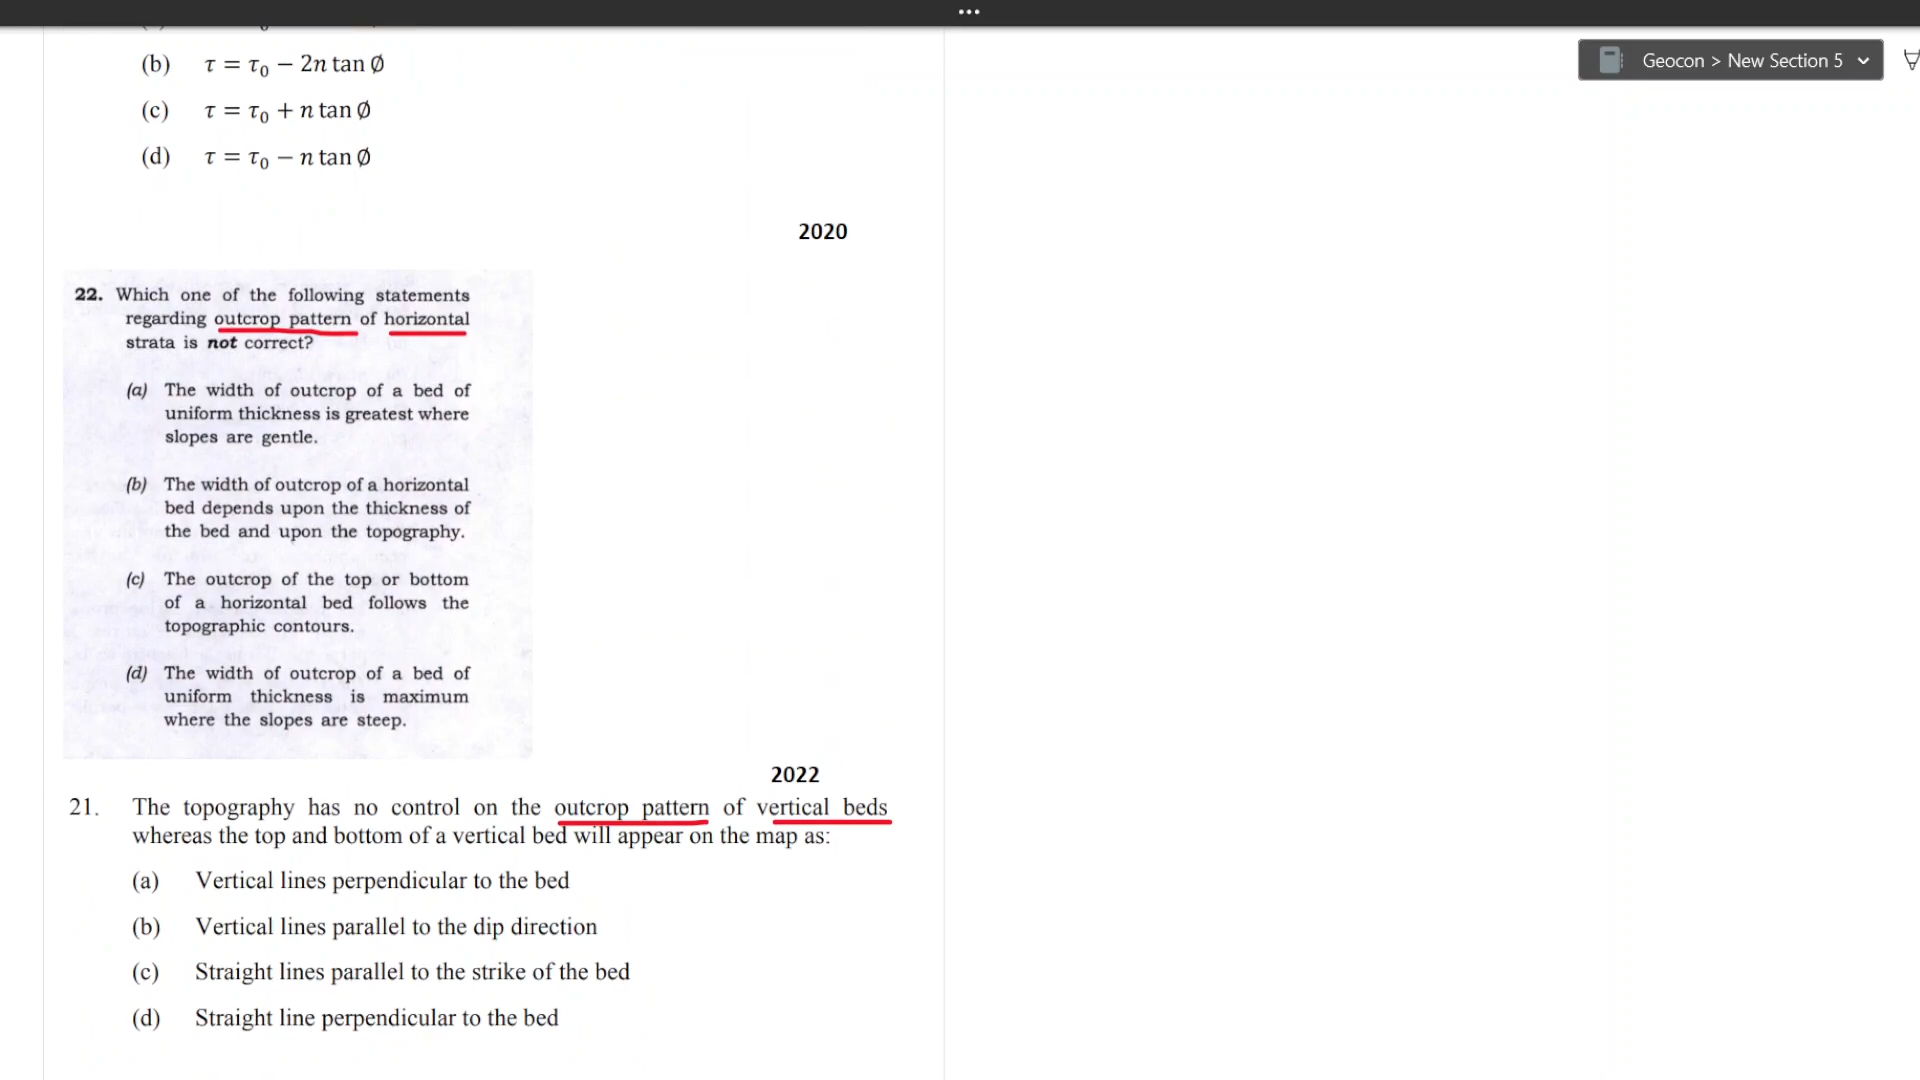 ...
Geocon > New Section 5
(b) τ = τ₀ − 2n tan Ø
(c) τ = τ₀ + n tan Ø
(d) τ = τ₀ − n tan Ø
2020
22. Which one of the following statements
regarding outcrop pattern of horizontal
strata is not correct?
(a) The width of outcrop of a bed of
uniform thickness is greatest where
slopes are gentle.
(b) The width of outcrop of a horizontal
bed depends upon the thickness of
the bed and upon the topography.
(c) The outcrop of the top or bottom
of a horizontal bed follows the
topographic contours.
(d) The width of outcrop of a bed of
uniform thickness is maximum
where the slopes are steep.
2022
21. The topography has no control on the outcrop pattern of vertical beds
whereas the top and bottom of a vertical bed will appear on the map as:
(a) Vertical lines perpendicular to the bed
(b) Vertical lines parallel to the dip direction
(c) Straight lines parallel to the strike of the bed
(d) Straight line perpendicular to the bed